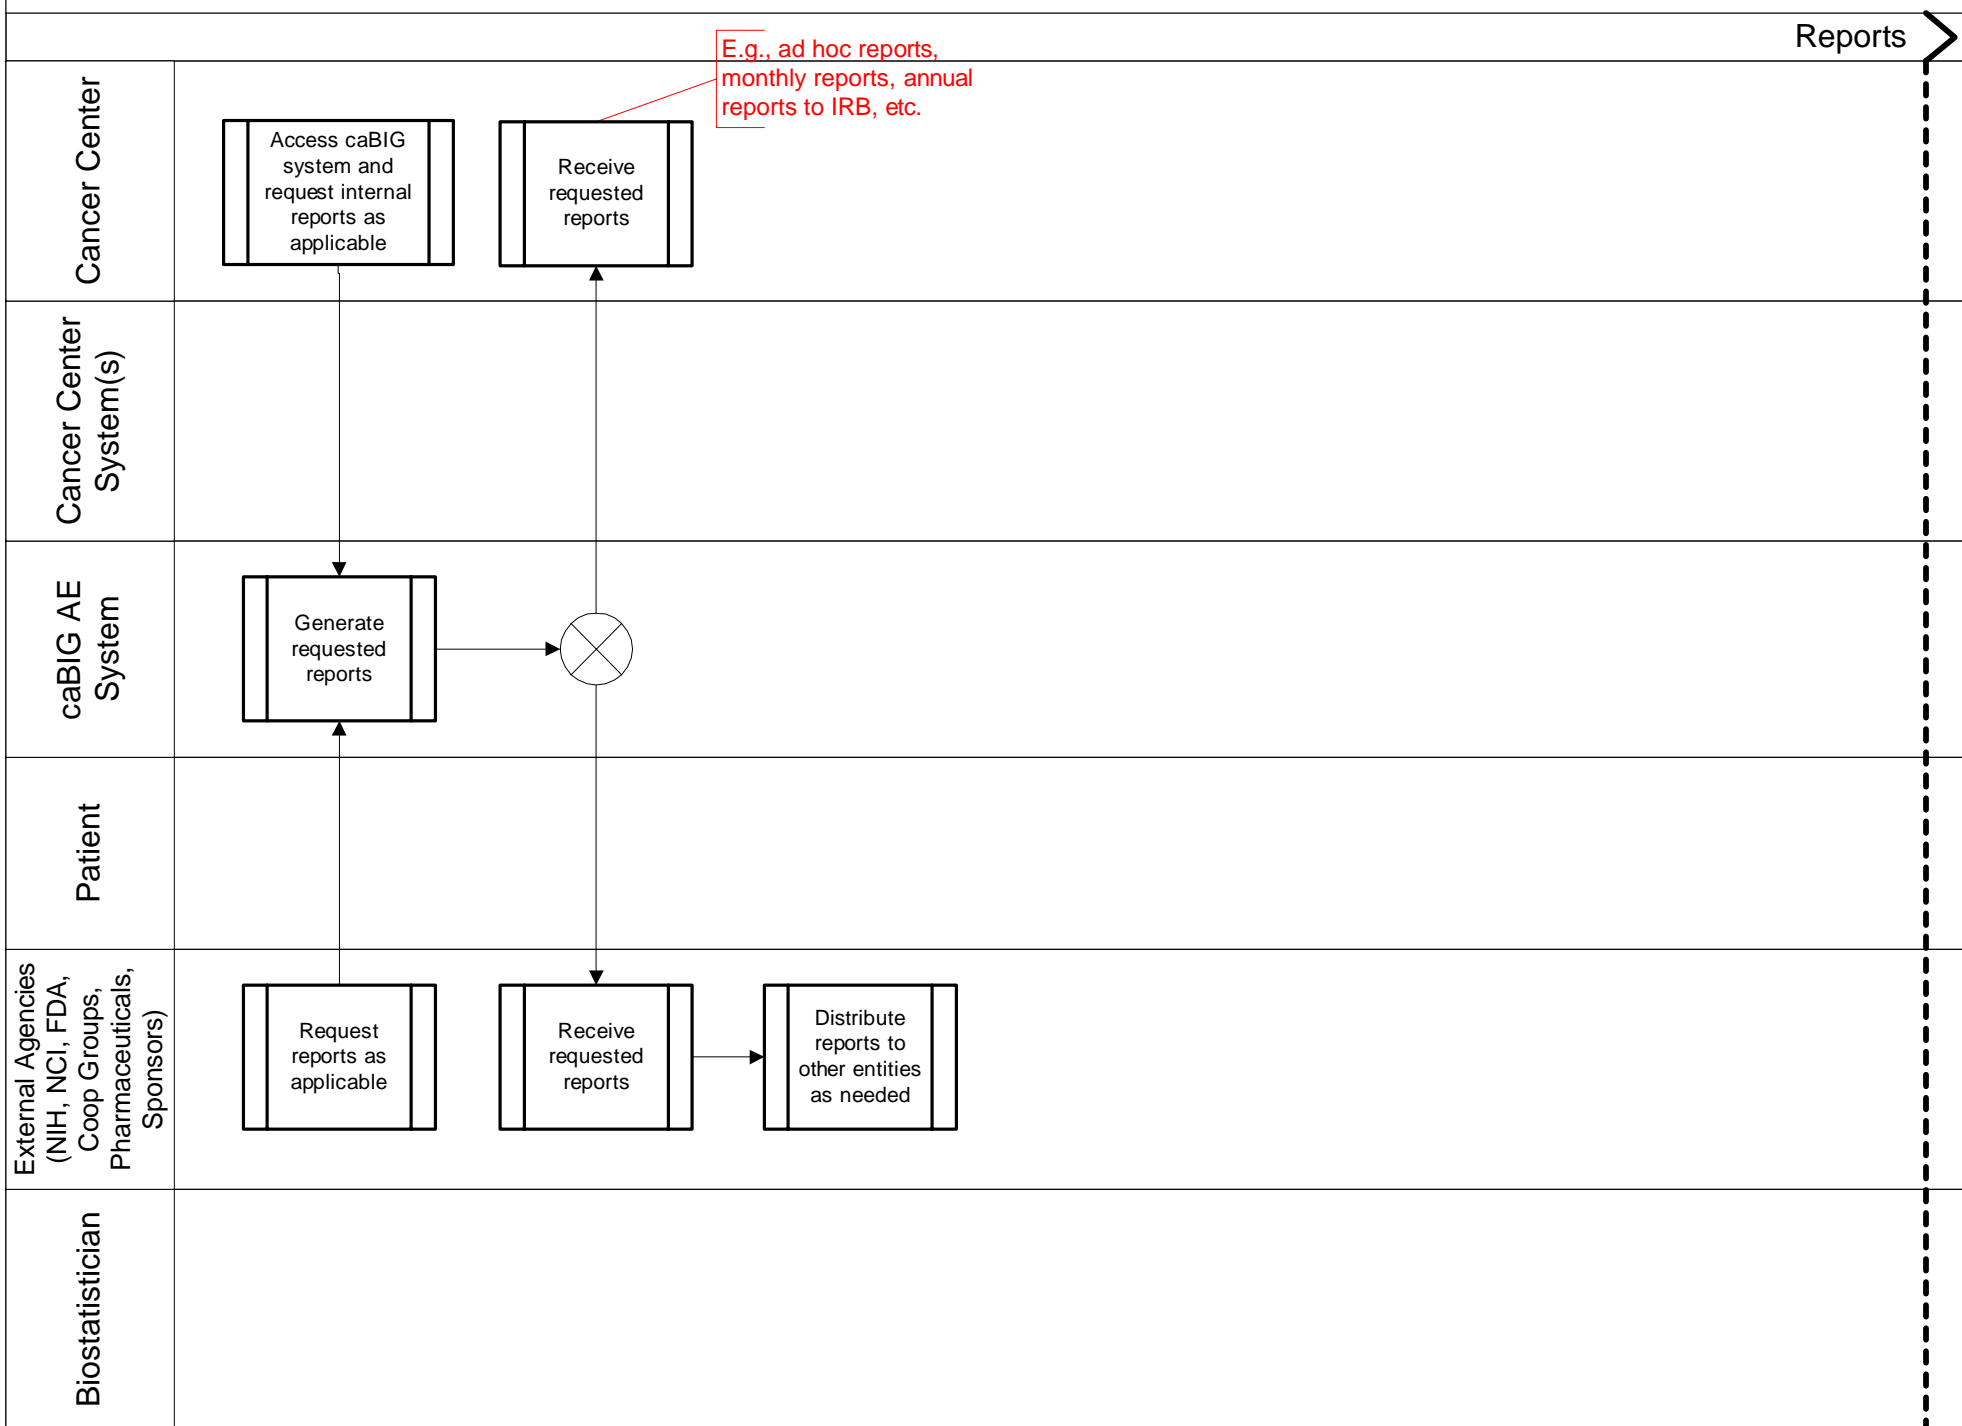 Reports
E.g., ad hoc reports,
monthly reports, annual
reports to IRB, etc.
Cancer Center
Access caBIG
system and
request internal
reports as
applicable
Receive
requested
reports
Cancer Center
System(s)
caBIG AE
System
Generate
requested
reports
Patient
External Agencies
(NIH, NCI, FDA,
Coop Groups,
Pharmaceuticals,
Sponsors)
Request
reports as
applicable
Receive
requested
reports
Distribute
reports to
other entities
as needed
Biostatistician